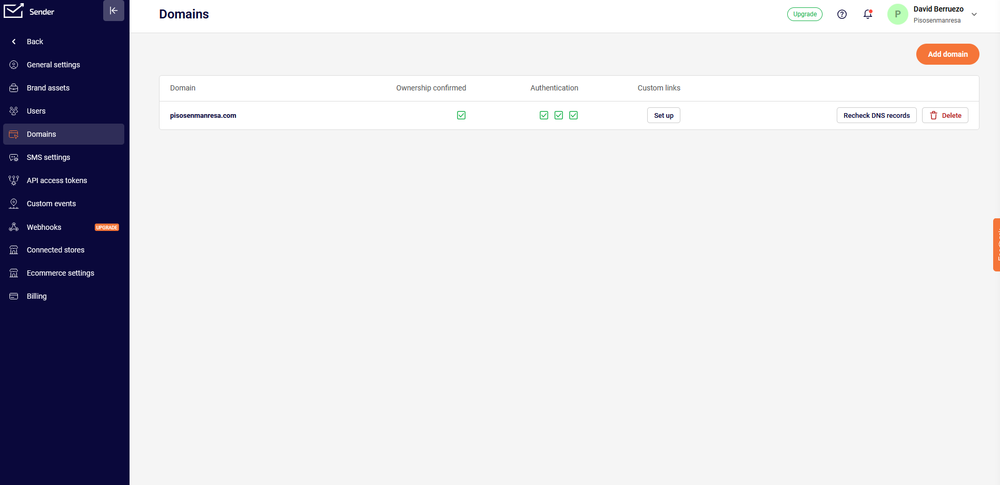 Sender
Back
General settings
Brand assets
Users
Domains
SMS settings
API access tokens
Custom events
Webhooks UPGRADE
Connected stores
Ecommerce settings
Billing
Domains
Upgrade
P
David Berruezo
Pisosenmanresa
Add domain
Domain Ownership confirmed Authentication Custom links
pisosenmanresa.com Set up Recheck DNS records Delete